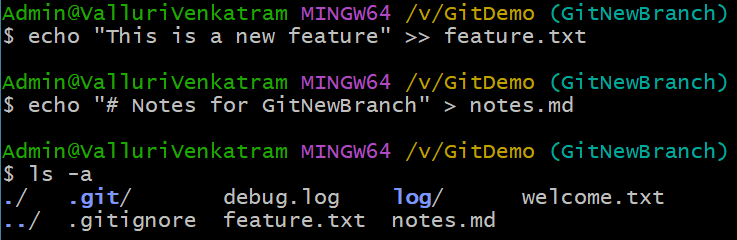 Admin@ValluriVenkatram MINGW64 /v/GitDemo (GitNewBranch)
$ echo "This is a new feature" >> feature.txt
Admin@ValluriVenkatram MINGW64 /v/GitDemo (GitNewBranch)
$ echo "# Notes for GitNewBranch" > notes.md
Admin@ValluriVenkatram MINGW64 /v/GitDemo (GitNewBranch)
$ ls -a
./ .git/ debug.log log/ welcome.txt
../ .gitignore feature.txt notes.md